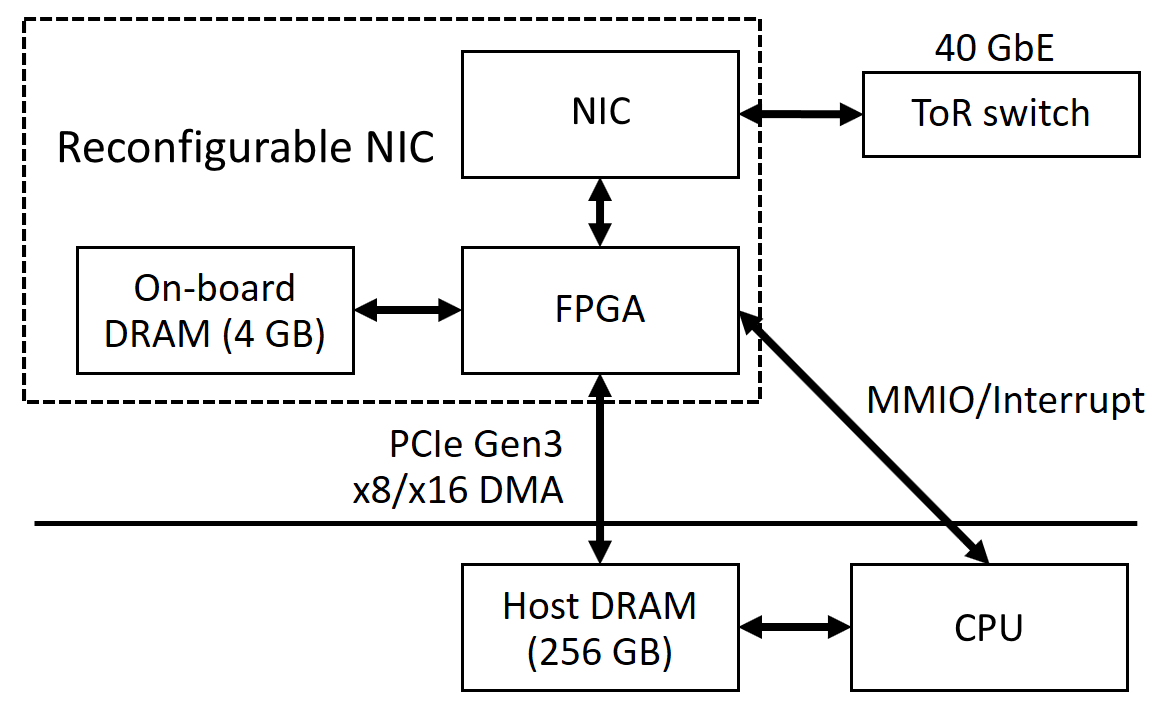 40 GbE
NIC
ToR switch
Reconfigurable NIC
On-board
DRAM (4 GB)
FPGA
MMIO/Interrupt
PCIe Gen3
x8/x16 DMA
Host DRAM
(256 GB)
CPU